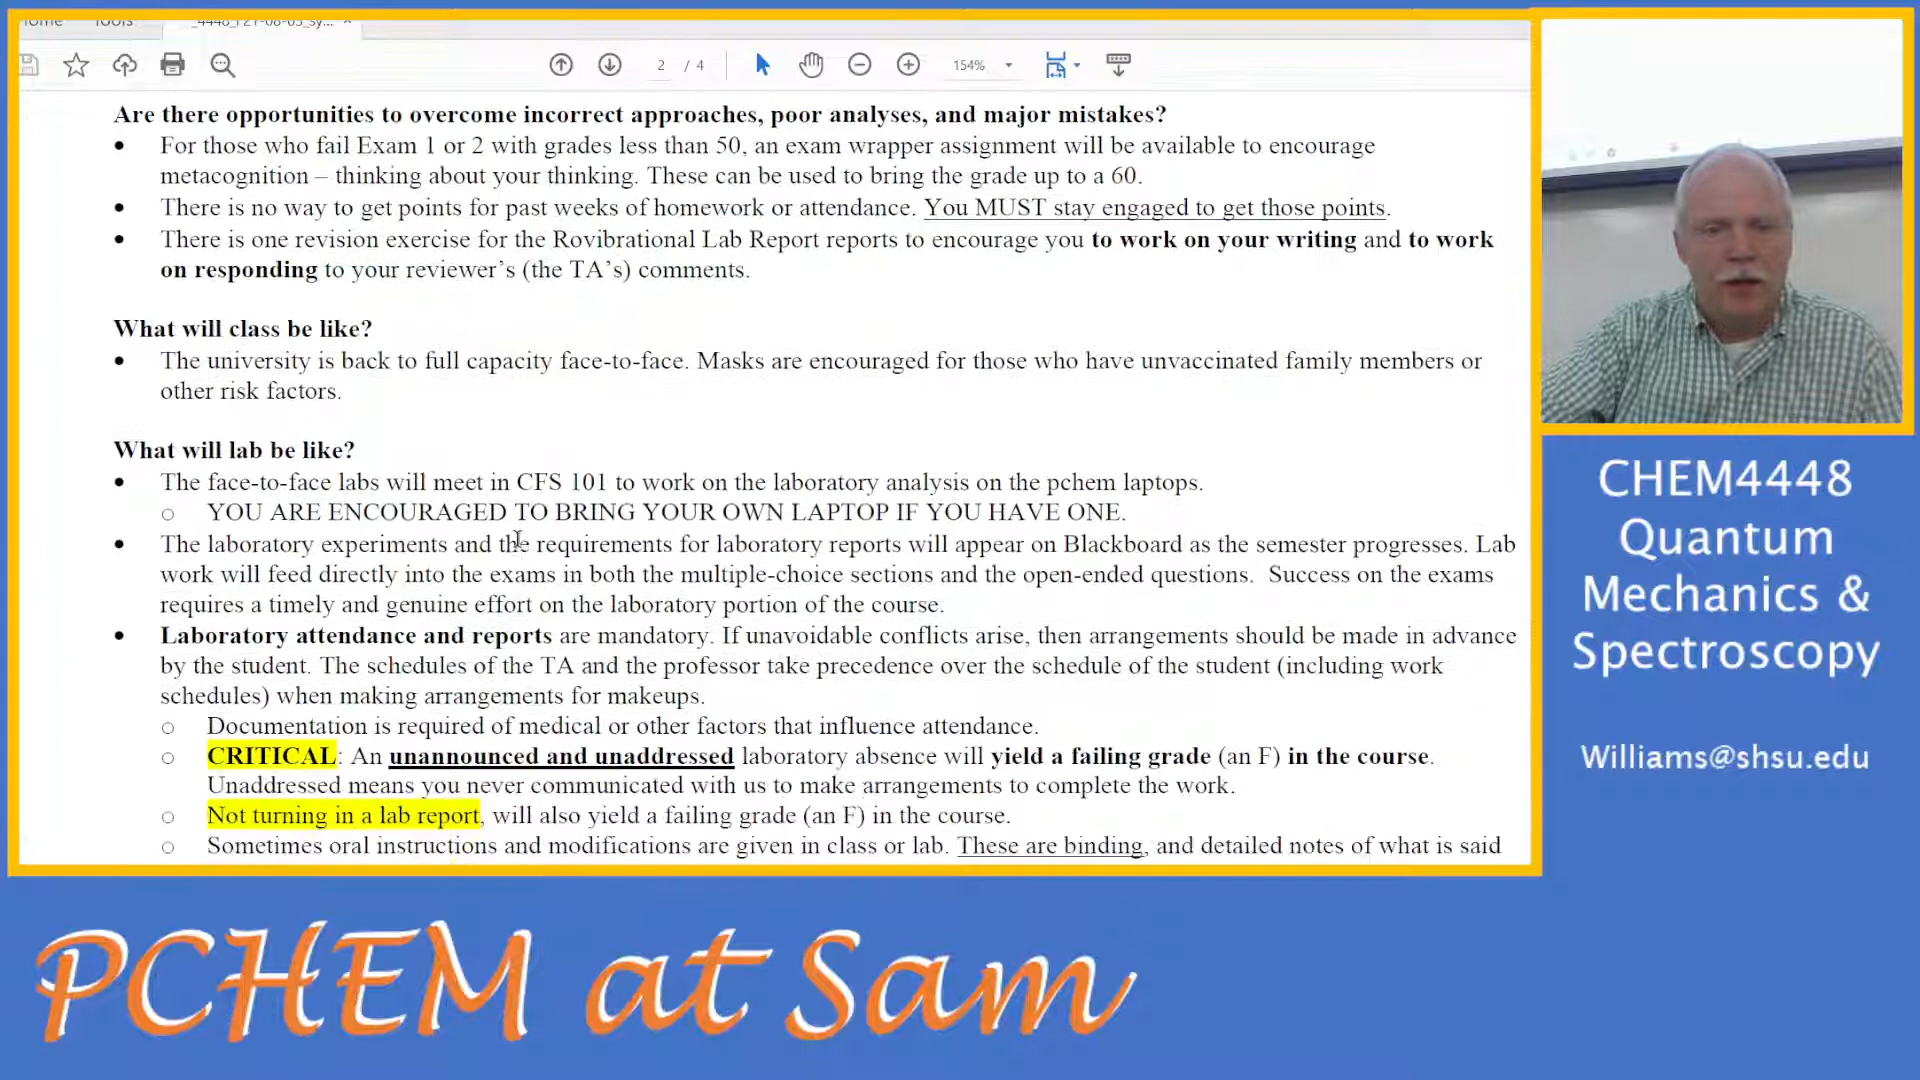 _4448_F21-08-05_sy...
2 / 4
154%
Are there opportunities to overcome incorrect approaches, poor analyses, and major mistakes?
• For those who fail Exam 1 or 2 with grades less than 50, an exam wrapper assignment will be available to encourage
metacognition – thinking about your thinking. These can be used to bring the grade up to a 60.
• There is no way to get points for past weeks of homework or attendance. You MUST stay engaged to get those points.
• There is one revision exercise for the Rovibrational Lab Report reports to encourage you to work on your writing and to work
on responding to your reviewer’s (the TA’s) comments.
What will class be like?
• The university is back to full capacity face-to-face. Masks are encouraged for those who have unvaccinated family members or
other risk factors.
What will lab be like?
• The face-to-face labs will meet in CFS 101 to work on the laboratory analysis on the pchem laptops.
○ YOU ARE ENCOURAGED TO BRING YOUR OWN LAPTOP IF YOU HAVE ONE.
• The laboratory experiments and the requirements for laboratory reports will appear on Blackboard as the semester progresses. Lab
work will feed directly into the exams in both the multiple-choice sections and the open-ended questions. Success on the exams
requires a timely and genuine effort on the laboratory portion of the course.
• Laboratory attendance and reports are mandatory. If unavoidable conflicts arise, then arrangements should be made in advance
by the student. The schedules of the TA and the professor take precedence over the schedule of the student (including work
schedules) when making arrangements for makeups.
○ Documentation is required of medical or other factors that influence attendance.
○ CRITICAL: An unannounced and unaddressed laboratory absence will yield a failing grade (an F) in the course.
Unaddressed means you never communicated with us to make arrangements to complete the work.
○ Not turning in a lab report, will also yield a failing grade (an F) in the course.
○ Sometimes oral instructions and modifications are given in class or lab. These are binding, and detailed notes of what is said
CHEM4448
Quantum
Mechanics &
Spectroscopy
Williams@shsu.edu
PCHEM at Sam